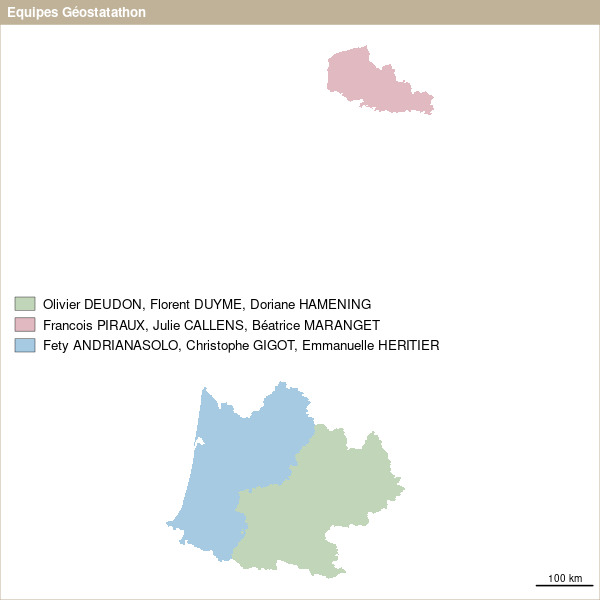 Equipes Géostatathon
Olivier DEUDON, Florent DUYME, Doriane HAMENING
Francois PIRAUX, Julie CALLENS, Béatrice MARANGET
Fety ANDRIANASOLO, Christophe GIGOT, Emmanuelle HERITIER
100 km